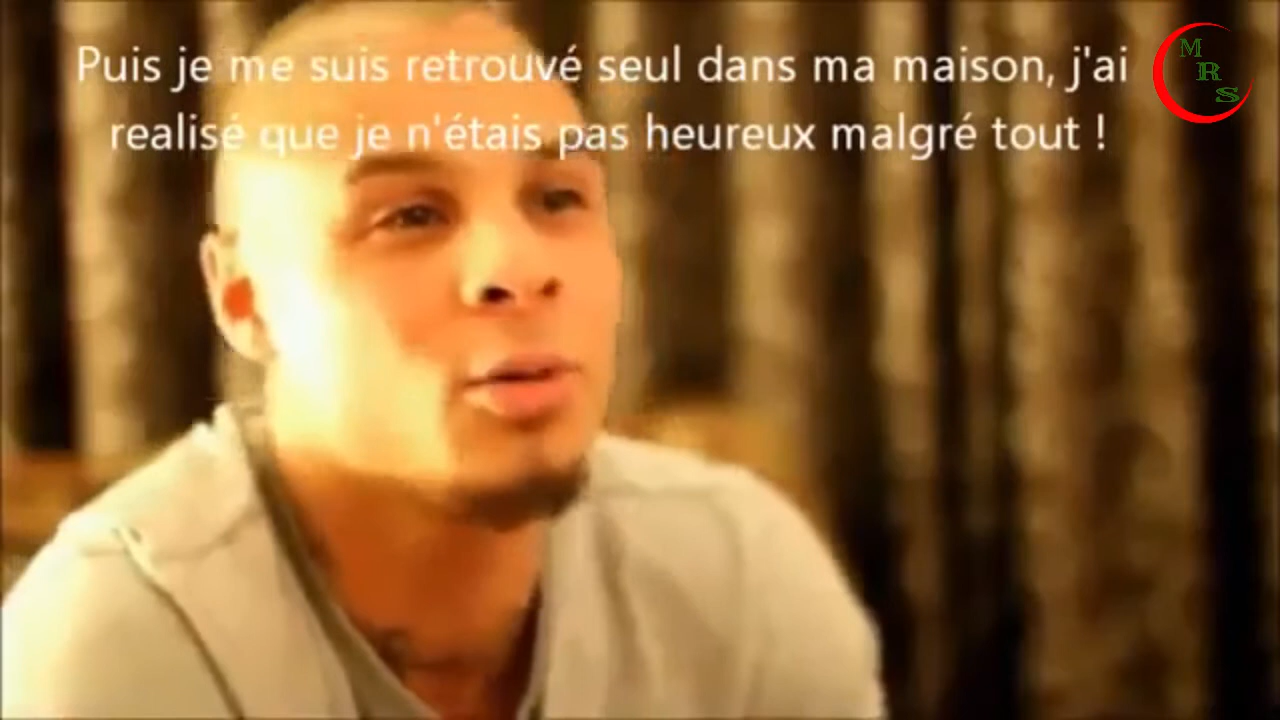 Puis je me suis retrouvé seul dans ma maison, j'ai
realisé que je n'étais pas heureux malgré tout !
M
R
S